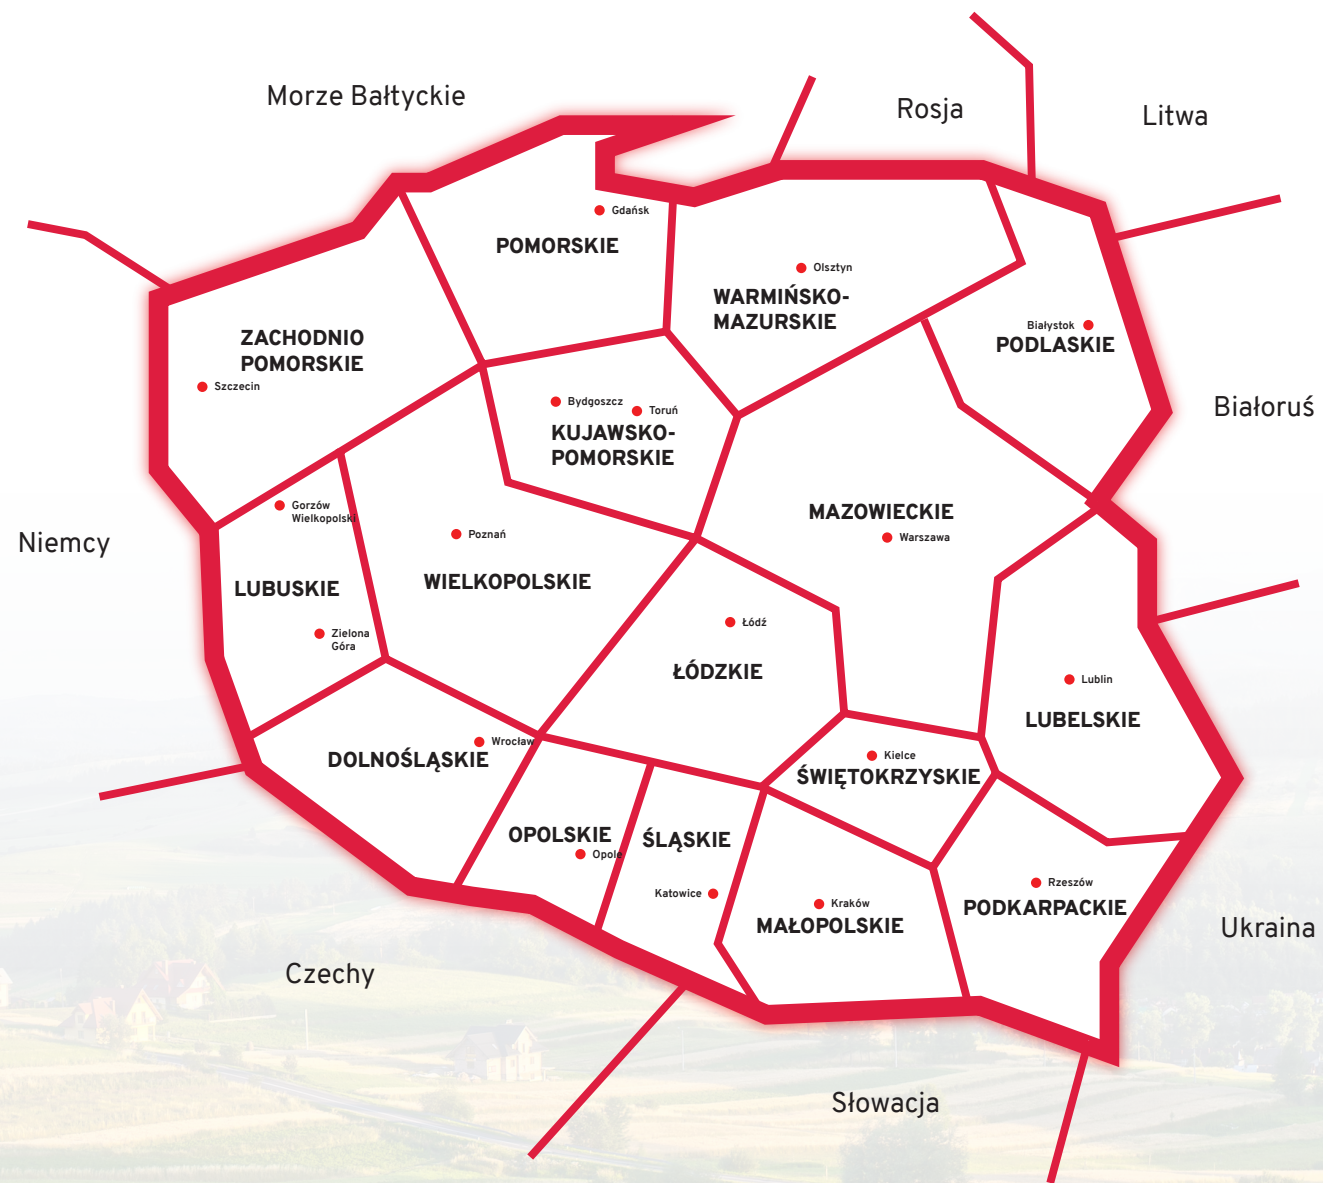 Morze Bałtyckie
Rosja
Litwa
Gdańsk
POMORSKIE
Olsztyn
WARMIŃSKO-
MAZURSKIE
Białystok
PODLASKIE
ZACHODNIO
POMORSKIE
Szczecin
Bydgoszcz
Toruń
KUJAWSKO-
POMORSKIE
Białoruś
Gorzów
Wielkopolski
Poznań
MAZOWIECKIE
Warszawa
Niemcy
LUBUSKIE
WIELKOPOLSKIE
Zielona
Góra
Łódź
ŁÓDZKIE
Lublin
LUBELSKIE
Wrocław
DOLNOŚLĄSKIE
Kielce
ŚWIĘTOKRZYSKIE
OPOLSKIE
Opole
ŚLĄSKIE
Katowice
Kraków
MAŁOPOLSKIE
Rzeszów
PODKARPACKIE
Ukraina
Czechy
Słowacja